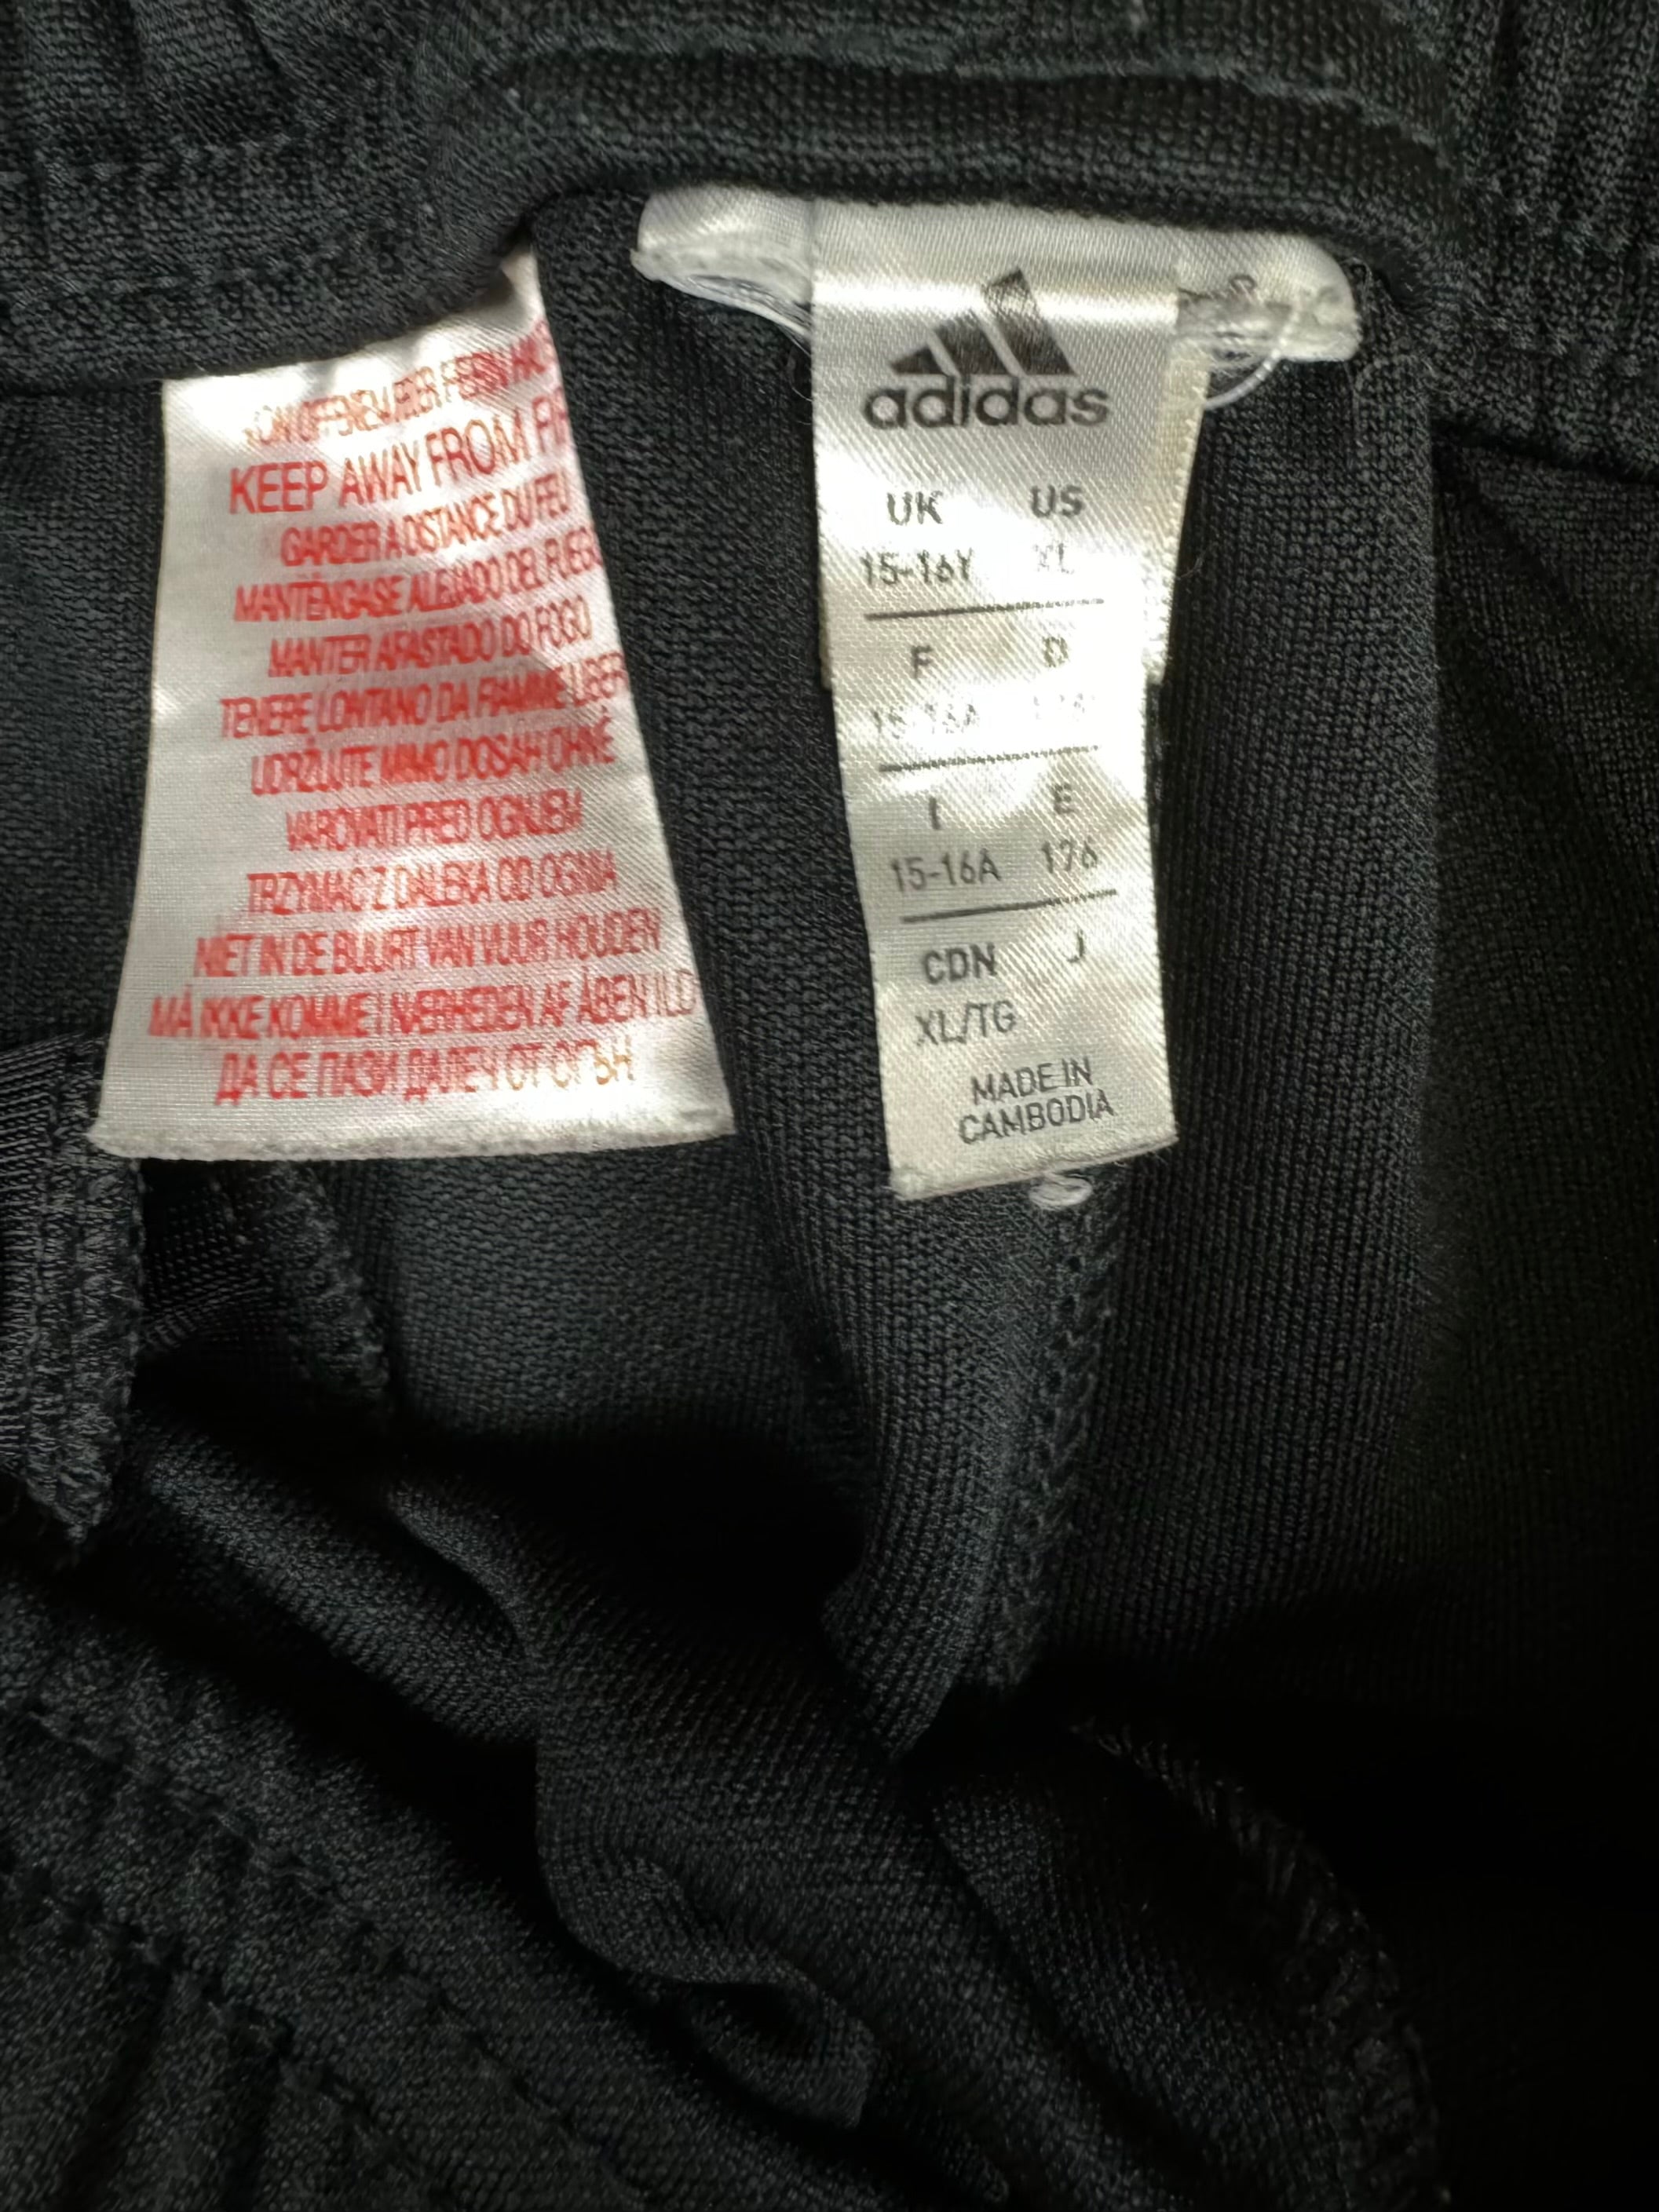 KEEP AWAY FROM
GARDER A DISTANCE DU FEU
MANTÉNGASE ALEJADO DEL
MANTER AFASTADO DO FOGO
TENERE LONTANO DA FIAMME
UDRŽUJTE MIMO DOSAH OHNĚ
VAROVATI PRED OGNJEM
TRZYMAĆ Z DALEKA OD OGNIA
NIET IN DE BUURT VAN VUUR HOUDEN
MÅ IKKE KOMME I NÆRHEDEN AF ÅBEN ILD
ДА СЕ ПАЗИ ДАЛЕЧ ОТ ОГЪН
adidas
UK US
15-16Y XL
F D
15-16A
I E
15-16A 176
CDN J
XL/TG
MADE IN
CAMBODIA